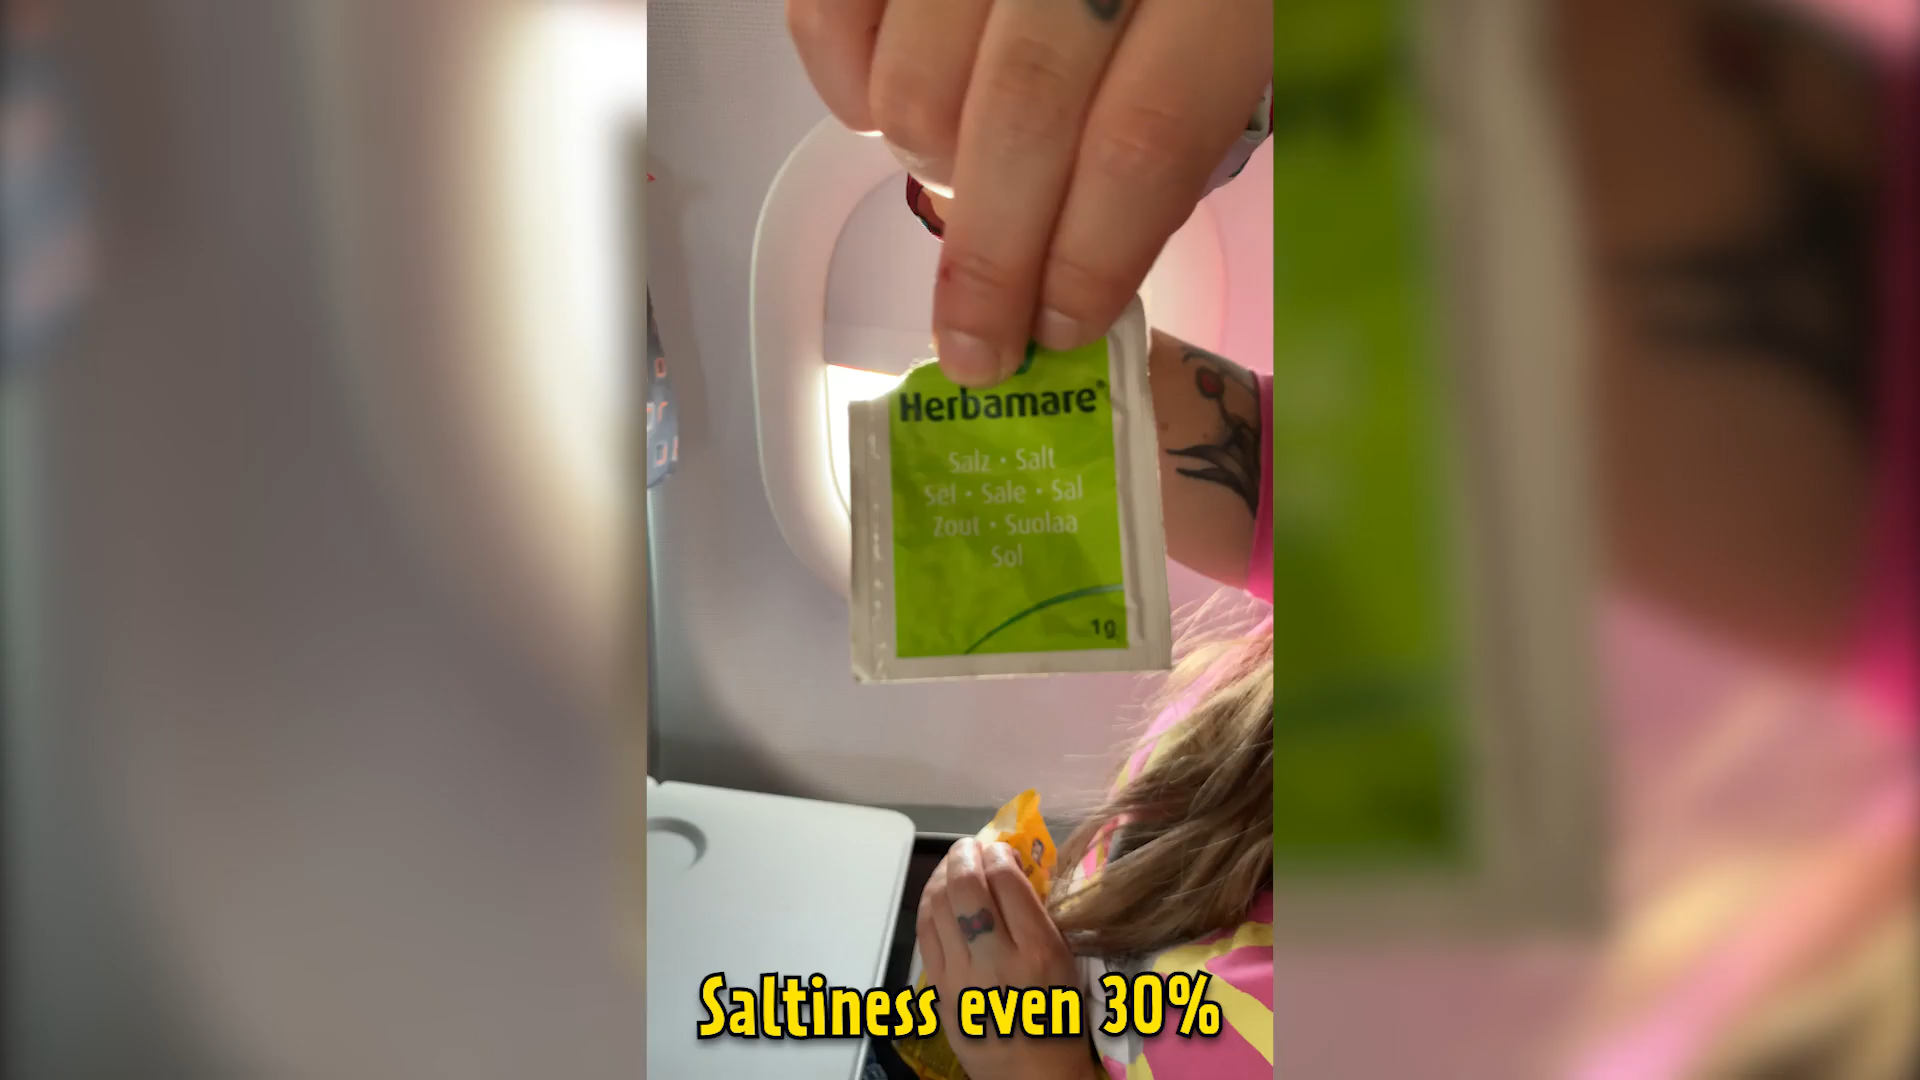 Herbamare®
Salz • Salt
Sel • Sale • Sal
Zout • Suolaa
Sol
1g
Saltiness even 30%